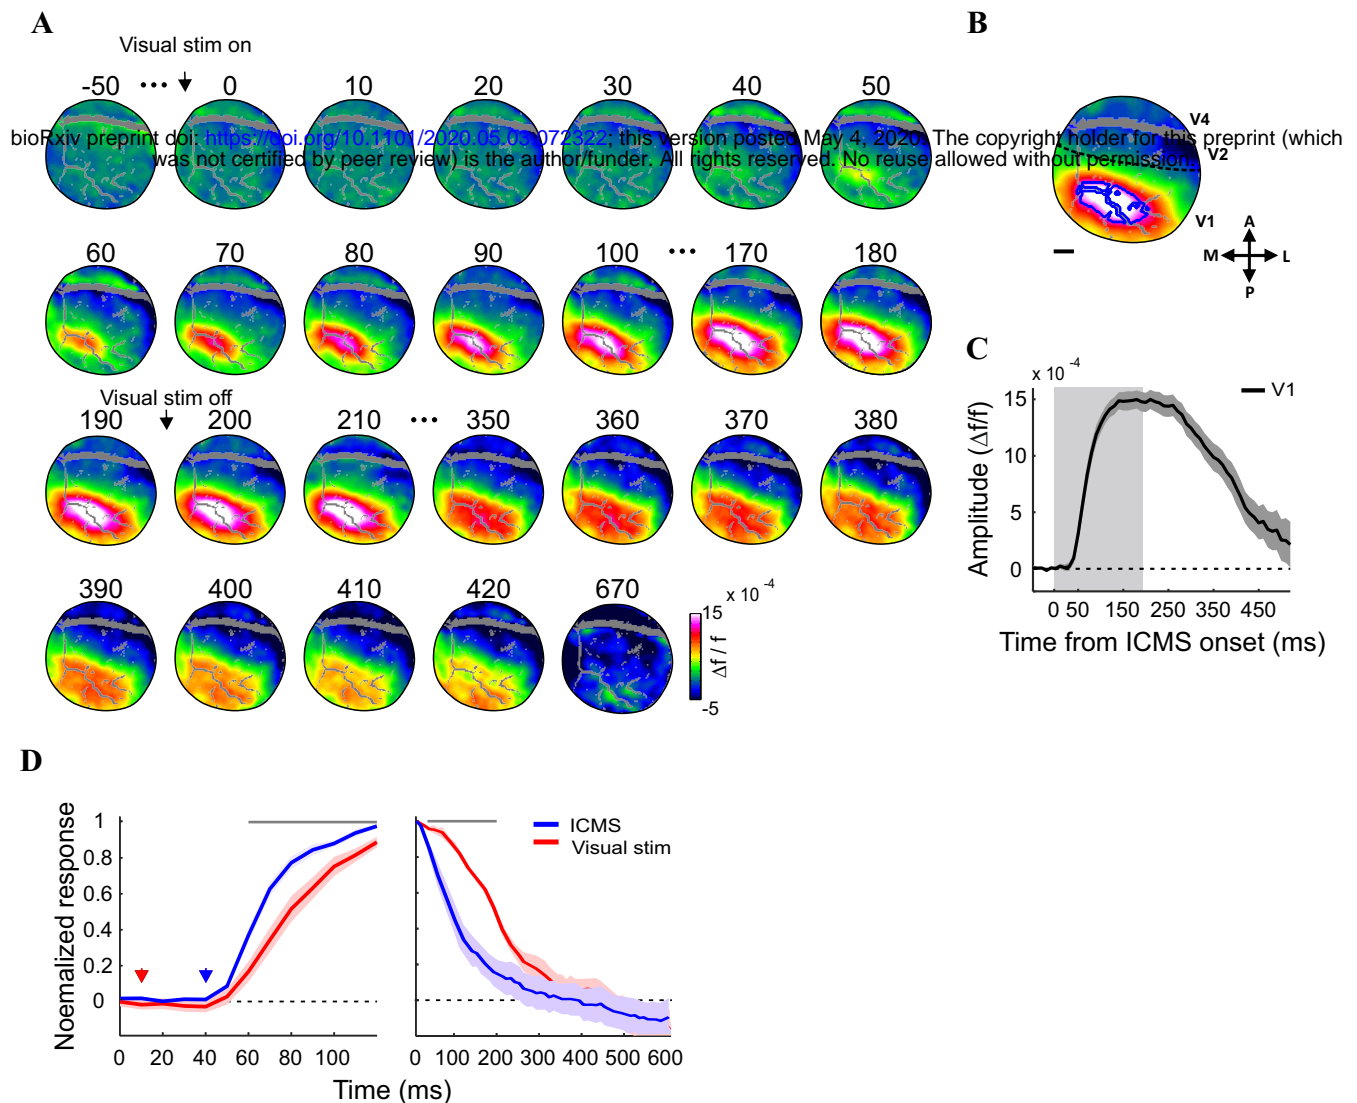 A
B
Visual stim on
-50 ••• 0 10 20 30 40 50
bioRxiv preprint doi: https://doi.org/10.1101/2020.05.03.072322; this version posted May 4, 2020. The copyright holder for this preprint (which
was not certified by peer review) is the author/funder. All rights reserved. No reuse allowed without permission.
V4
V2
V1
A
M L
P
60 70 80 90 100 ••• 170 180
C
x 10 -4
15
10
5
0
Amplitude (Δf/f)
V1
0 50 150 250 350 450
Time from ICMS onset (ms)
Visual stim off
190 200 210 ••• 350 360 370 380
390 400 410 420 670
x 10 -4
15
Δf / f
-5
D
Noemalized response
1
0.8
0.6
0.4
0.2
0
ICMS
Visual stim
0 20 40 60 80 100
0 100 200 300 400 500 600
Time (ms)